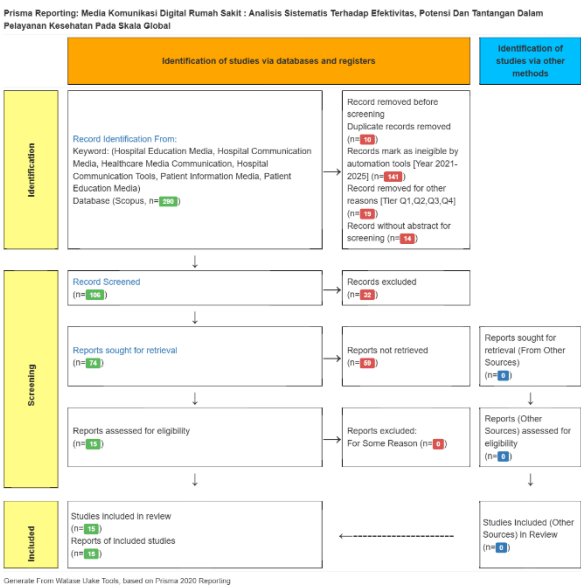 Prisma Reporting: Media Komunikasi Digital Rumah Sakit : Analisis Sistematis Terhadap Efektivitas, Potensi Dan Tantangan Dalam
Pelayanan Kesehatan Pada Skala Global
Identification of studies via databases and registers
Identification of
studies via other
methods
Identification
Record Identification From:
Keyword: (Hospital Education Media, Hospital Communication
Media, Healthcare Media Communication, Hospital
Communication Tools, Patient Information Media, Patient
Education Media)
Database (Scopus, n=290)
Record removed before
screening
Duplicate records removed
(n=10)
Records mark as ineigible by
automation tools [Year 2021-
2025] (n=141)
Record removed for other
reasons [Tier Q1,Q2,Q3,Q4]
(n=19)
Record without abstract for
screening (n=14)
Screening
Record Screened
(n=106)
Records excluded
(n=32)
Reports sought for retrieval
(n=74)
Reports not retrieved
(n=59)
Reports sought for
retrieval (From Other
Sources)
(n=0)
Reports assessed for eligibility
(n=15)
Reports excluded:
For Some Reason (n=0)
Reports (Other
Sources) assessed for
eligibility
(n=0)
Included
Studies included in review
(n=15)
Reports of included studies
(n=15)
Studies Included (Other
Sources) in Review
(n=0)
Generate From Watase Uake Tools, based on Prisma 2020 Reporting